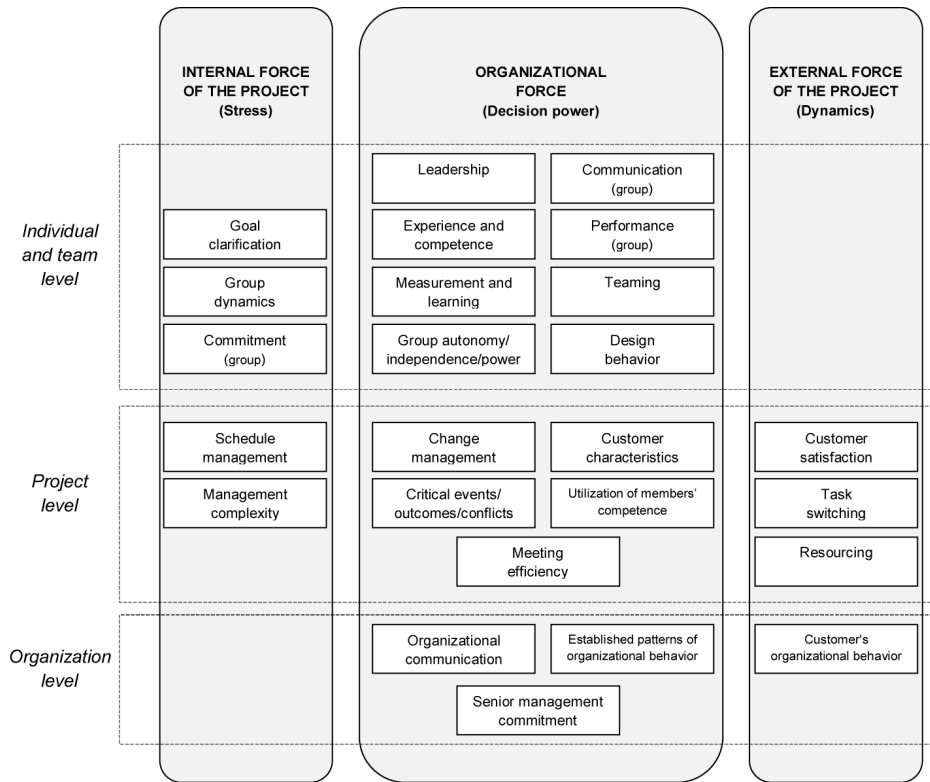 INTERNAL FORCE
OF THE PROJECT
(Stress)
ORGANIZATIONAL
FORCE
(Decision power)
EXTERNAL FORCE
OF THE PROJECT
(Dynamics)
Individual
and team
level
Goal
clarification
Group
dynamics
Commitment
(group)
Leadership
Communication
(group)
Experience and
competence
Performance
(group)
Measurement and
learning
Teaming
Group autonomy/
independence/power
Design
behavior
Project
level
Schedule
management
Management
complexity
Change
management
Customer
characteristics
Critical events/
outcomes/conflicts
Utilization of members'
competence
Meeting
efficiency
Customer
satisfaction
Task
switching
Resourcing
Organization
level
Organizational
communication
Established patterns of
organizational behavior
Senior management
commitment
Customer's
organizational behavior